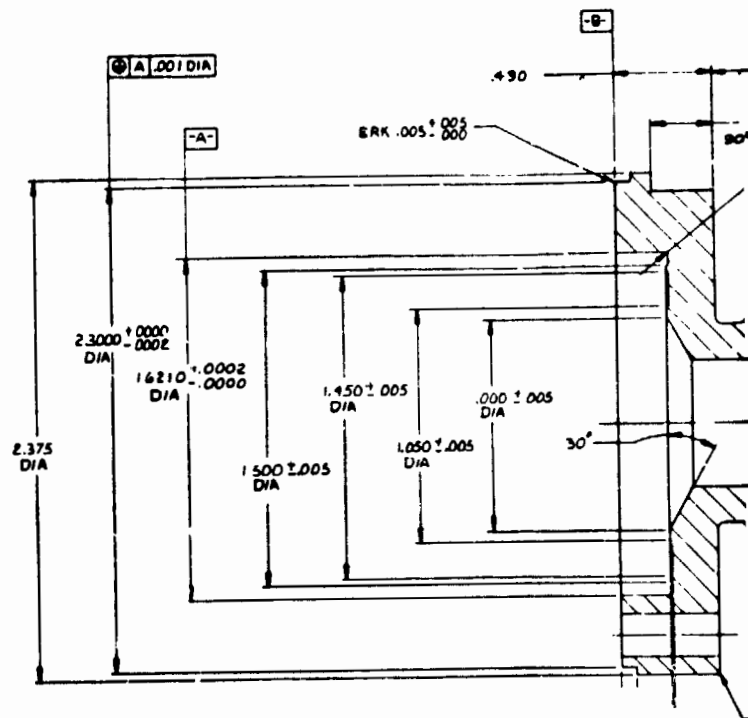 -B-
⌖ A .001 DIA
.490
BRK .005 +.005 -.000
-A-
90°
2.3000 +.0000 -.0002
DIA
1.6210 +.0002 -.0000
DIA
1.450 ± .005
DIA
.000 ± .005
DIA
2.375
DIA
1.500 ± .005
DIA
1.050 ± .005
DIA
30°